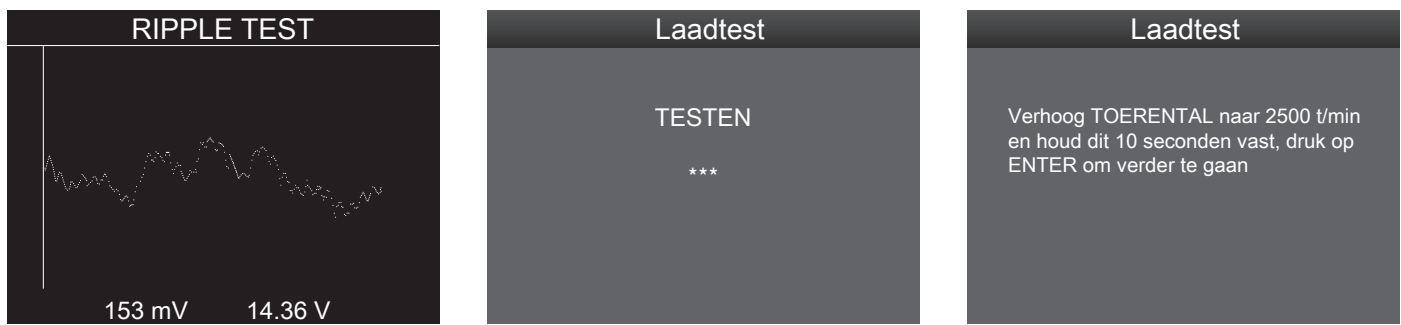 RIPPLE TEST
153 mV 14.36 V
Laadtest
TESTEN
***
Laadtest
Verhoog TOERENTAL naar 2500 t/min
en houd dit 10 seconden vast, druk op
ENTER om verder te gaan